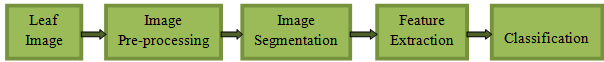 Leaf
Image
Image
Pre-processing
Image
Segmentation
Feature
Extraction
Classification